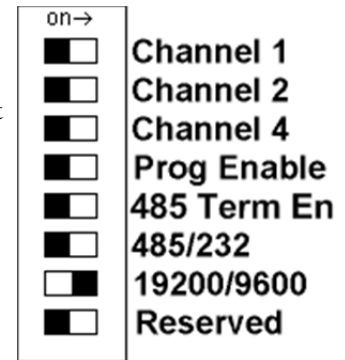 on→
Channel 1
Channel 2
t
Channel 4
Prog Enable
485 Term En
485/232
19200/9600
Reserved